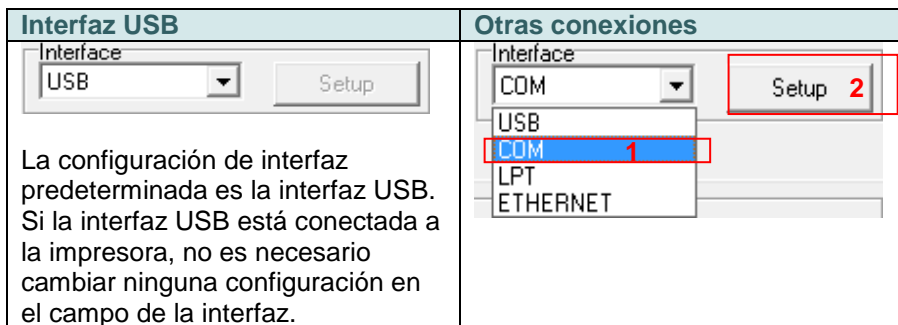 Interfaz USB
Interface
USB
Setup
La configuración de interfaz
predeterminada es la interfaz USB.
Si la interfaz USB está conectada a
la impresora, no es necesario
cambiar ninguna configuración en
el campo de la interfaz.
Otras conexiones
Interface
COM
Setup 2
USB
COM 1
LPT
ETHERNET